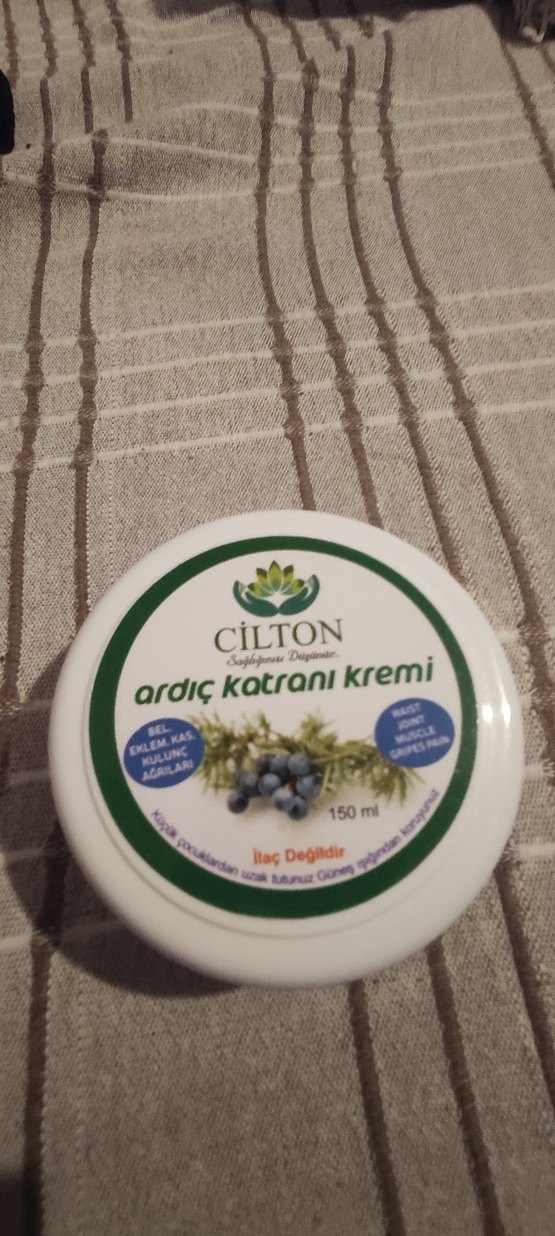 CİLTON
Sağlığınızı Düşünür..
ardıç katranı kremi
BEL,
EKLEM, KAS,
KULUNÇ
AĞRILARI
WAIST
JOINT
MUSCLE
GRIPES PAIN
150 ml
İlaç Değildir
Küçük çocuklardan uzak tutunuz Güneş ışığından koruyunuz